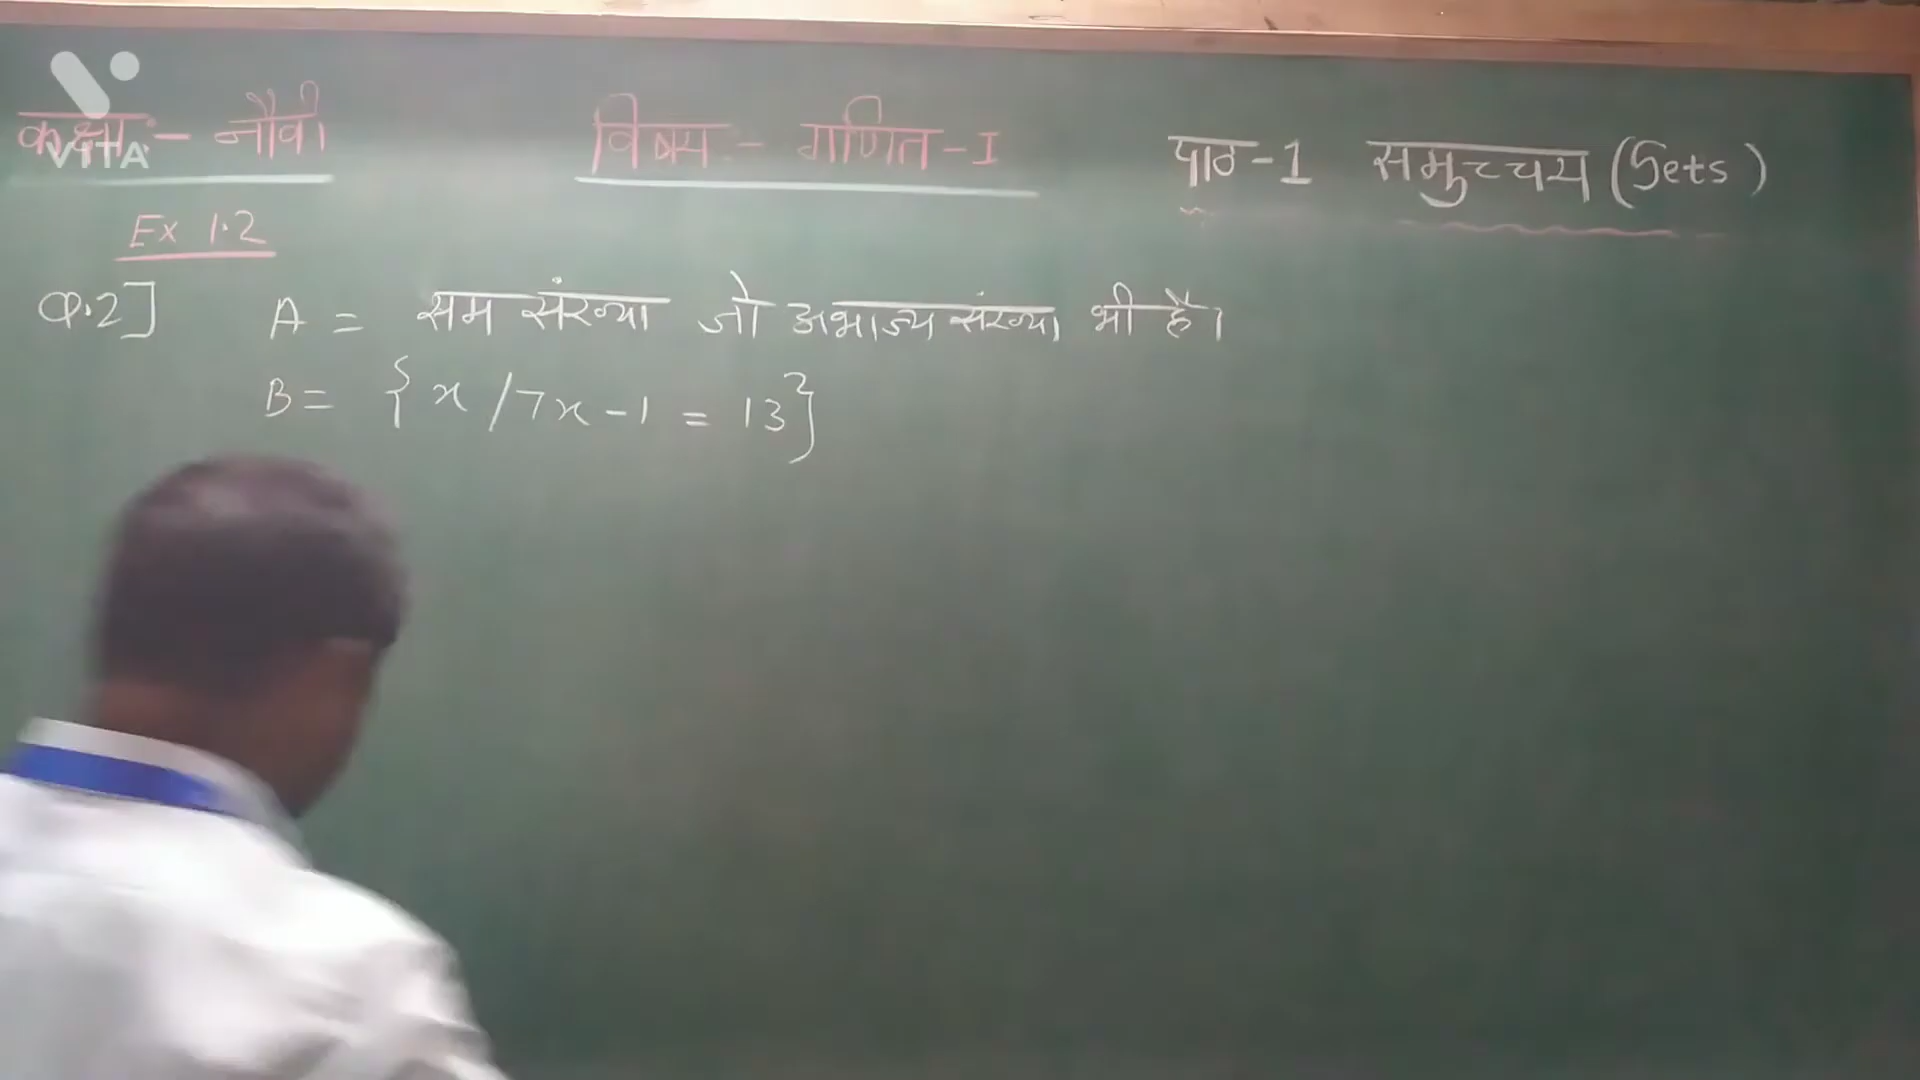 VITA
कक्षा:- नौवीं विषय:- गणित-I पाठ-1 समुच्चय (Sets)
Ex 1.2
Q.2] A = सम संख्या जो अभाज्य संख्या भी है।
B = {x/7x-1 = 13}